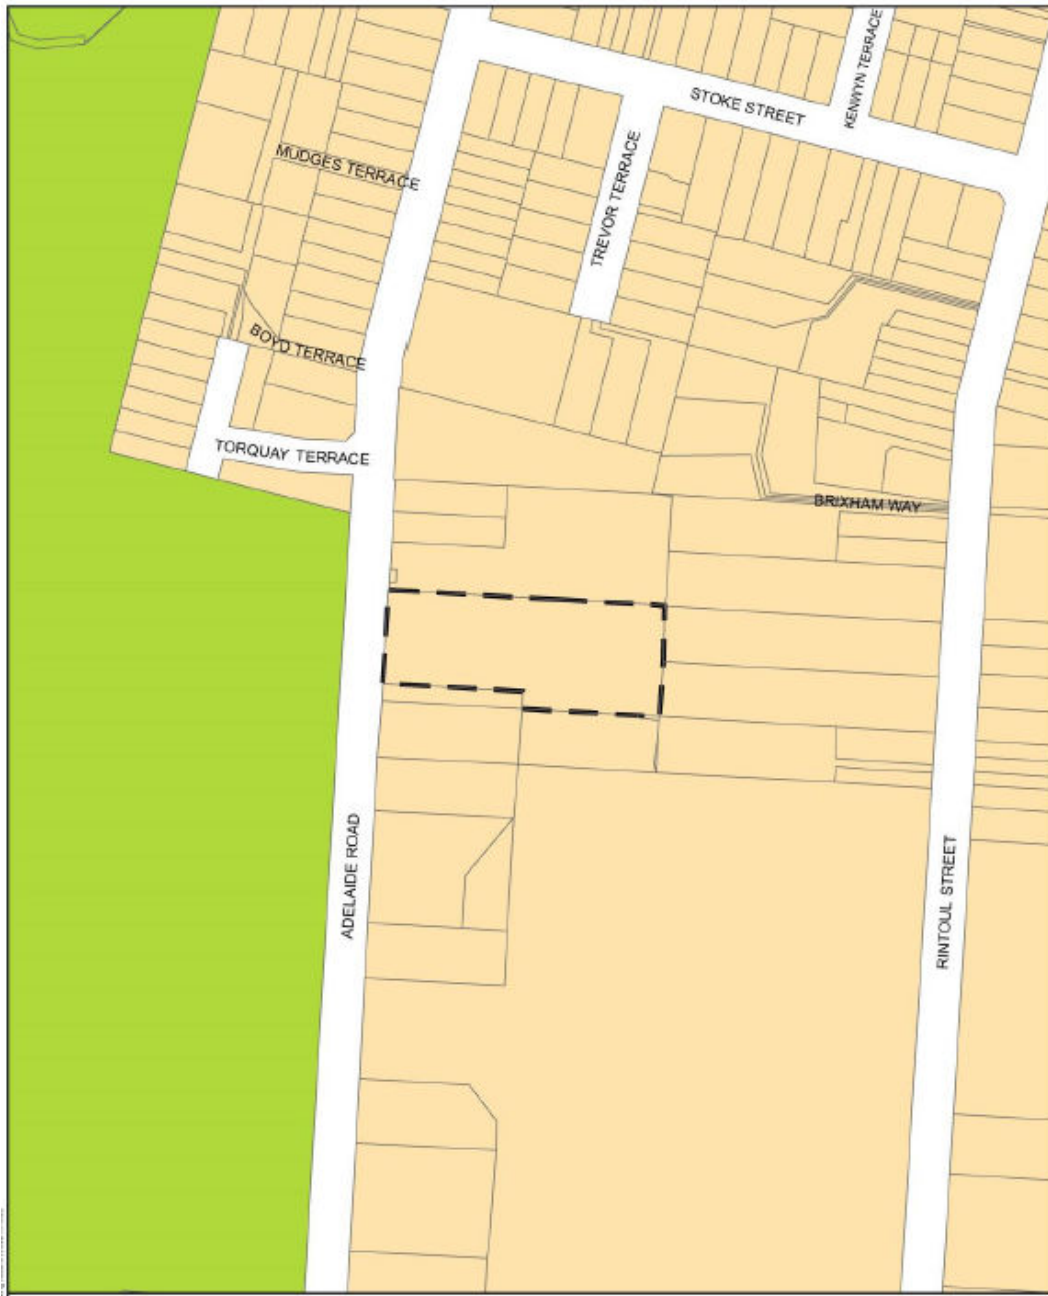 KENWYN TERRACE
STOKE STREET
MUDGES TERRACE
TREVOR TERRACE
BOYD TERRACE
TORQUAY TERRACE
BRIXHAM WAY
ADELAIDE ROAD
RINTOUL STREET